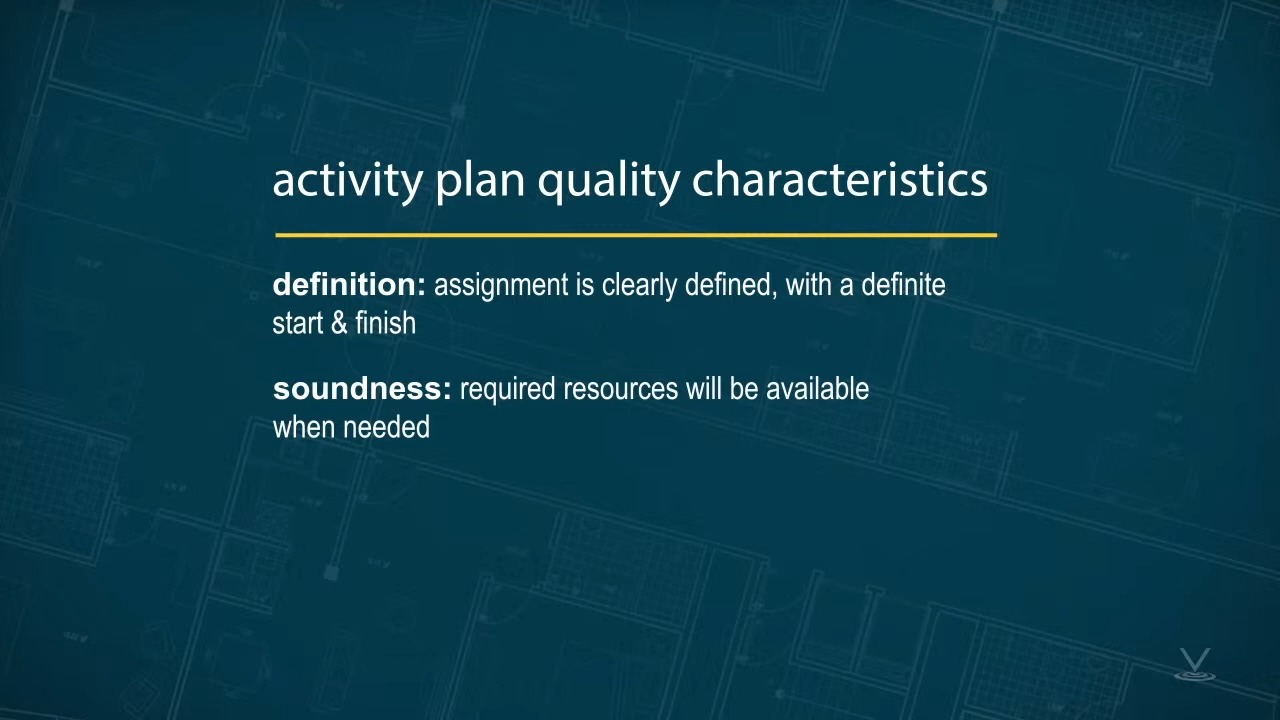 activity plan quality characteristics
definition: assignment is clearly defined, with a definite
start & finish
soundness: required resources will be available
when needed